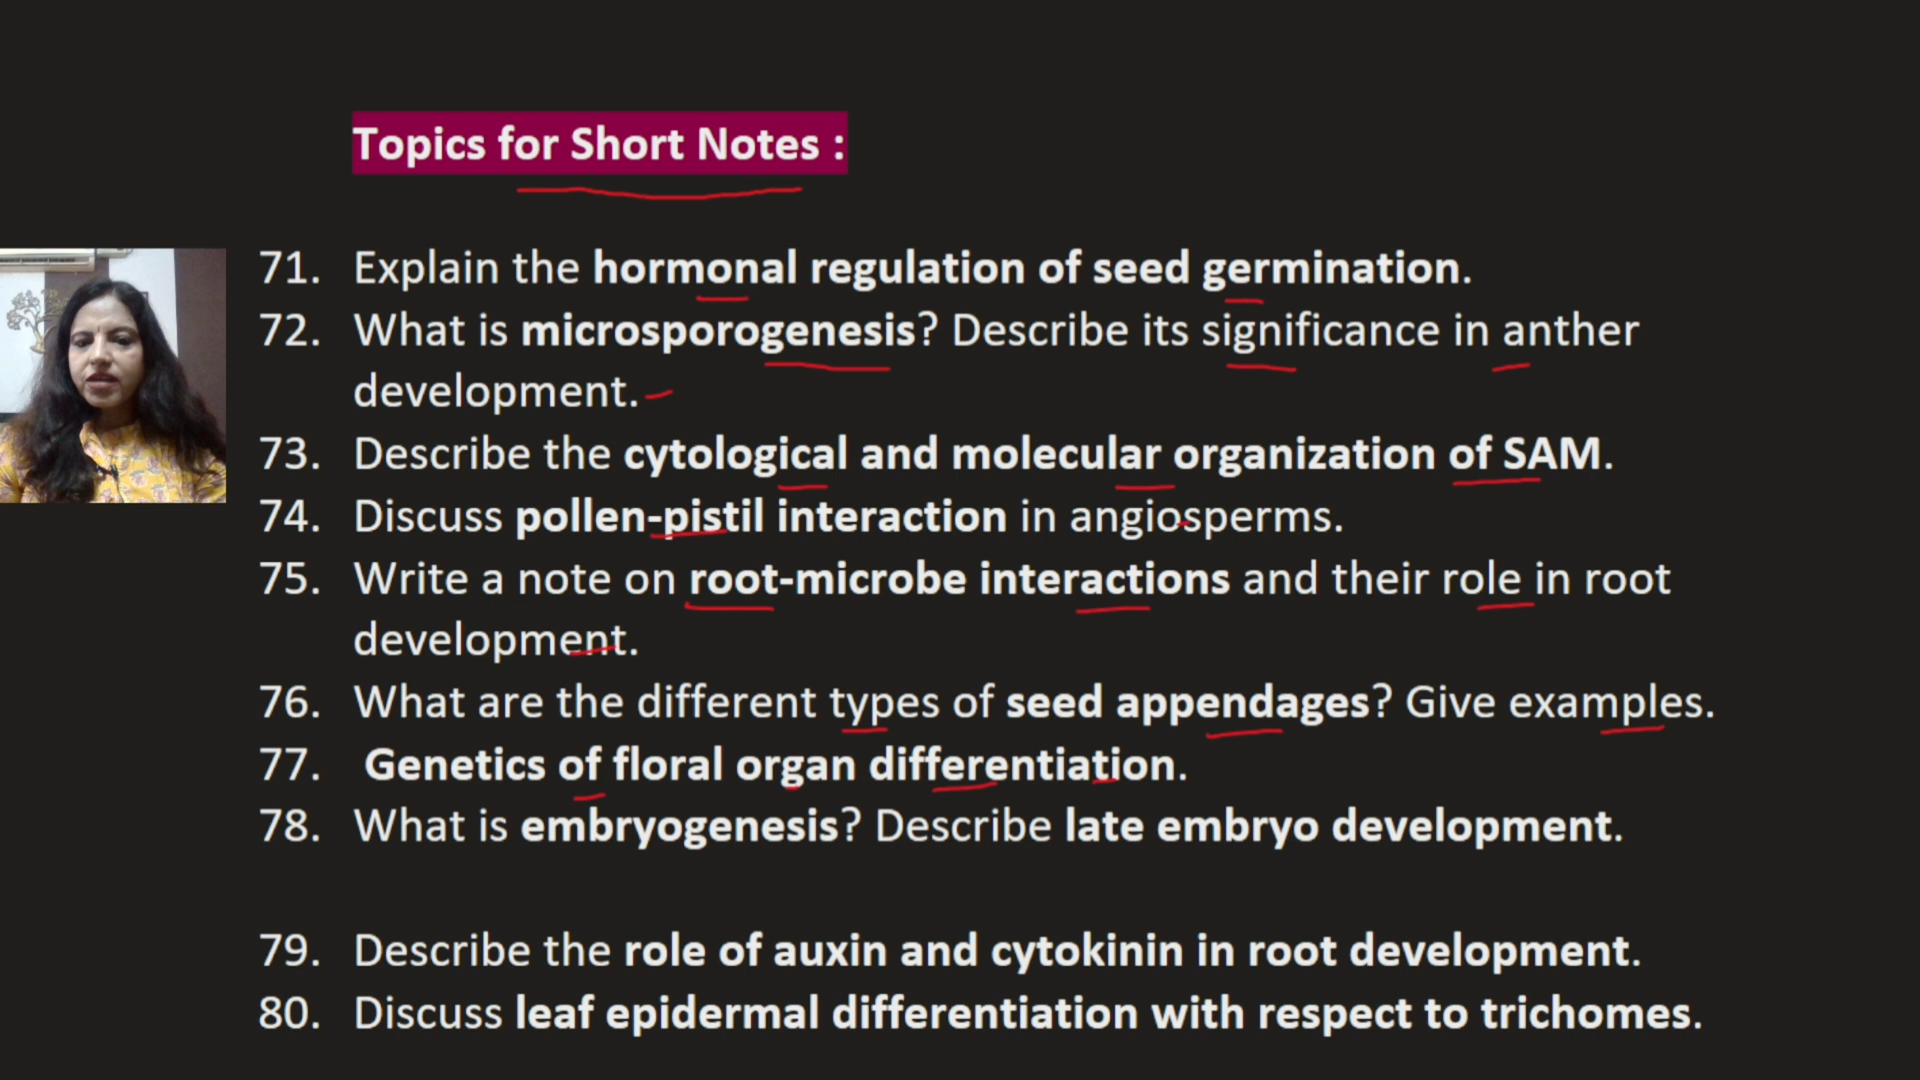 Topics for Short Notes :
71. Explain the hormonal regulation of seed germination.
72. What is microsporogenesis? Describe its significance in anther
development.
73. Describe the cytological and molecular organization of SAM.
74. Discuss pollen-pistil interaction in angiosperms.
75. Write a note on root-microbe interactions and their role in root
development.
76. What are the different types of seed appendages? Give examples.
77. Genetics of floral organ differentiation.
78. What is embryogenesis? Describe late embryo development.
79. Describe the role of auxin and cytokinin in root development.
80. Discuss leaf epidermal differentiation with respect to trichomes.